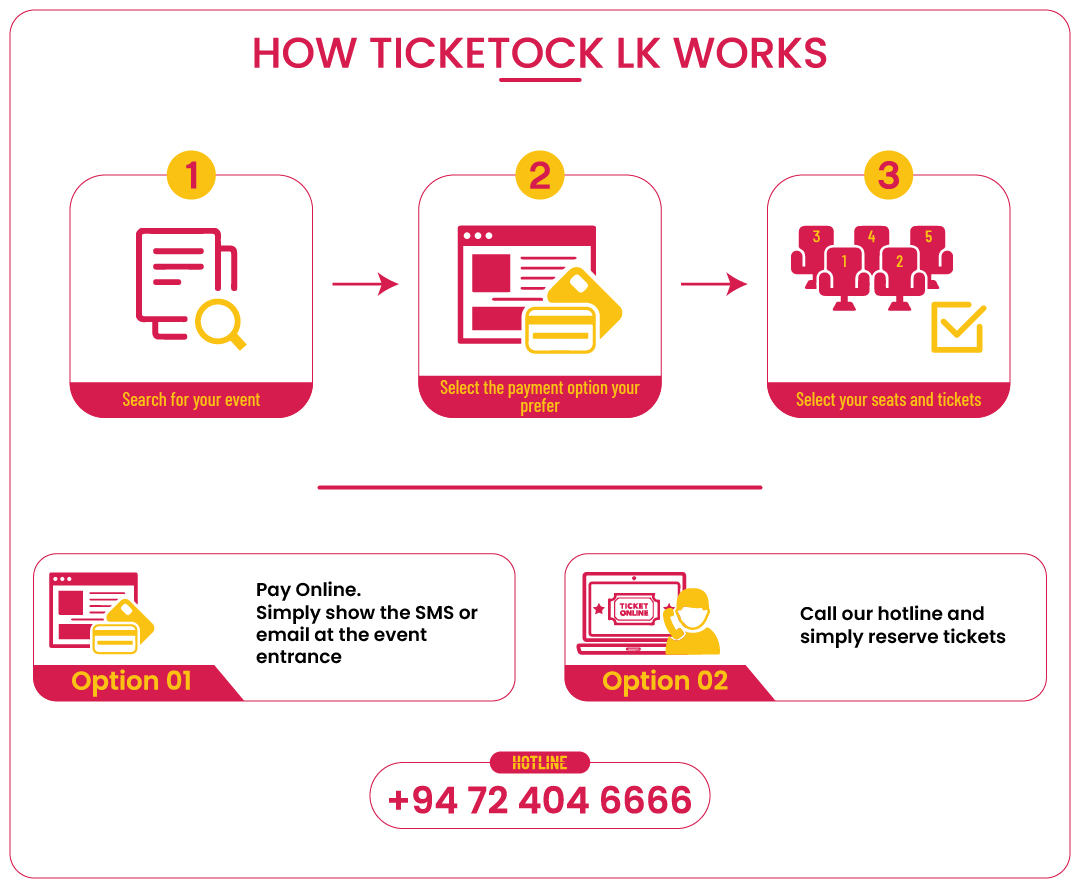 HOW TICKETOCK LK WORKS
1
2
3
3
4
5
1
2
Search for your event
Select the payment option your
prefer
Select your seats and tickets
Pay Online.
Simply show the SMS or
email at the event
entrance
Option 01
TICKET
ONLINE
Call our hotline and
simply reserve tickets
Option 02
HOTLINE
+94 72 404 6666